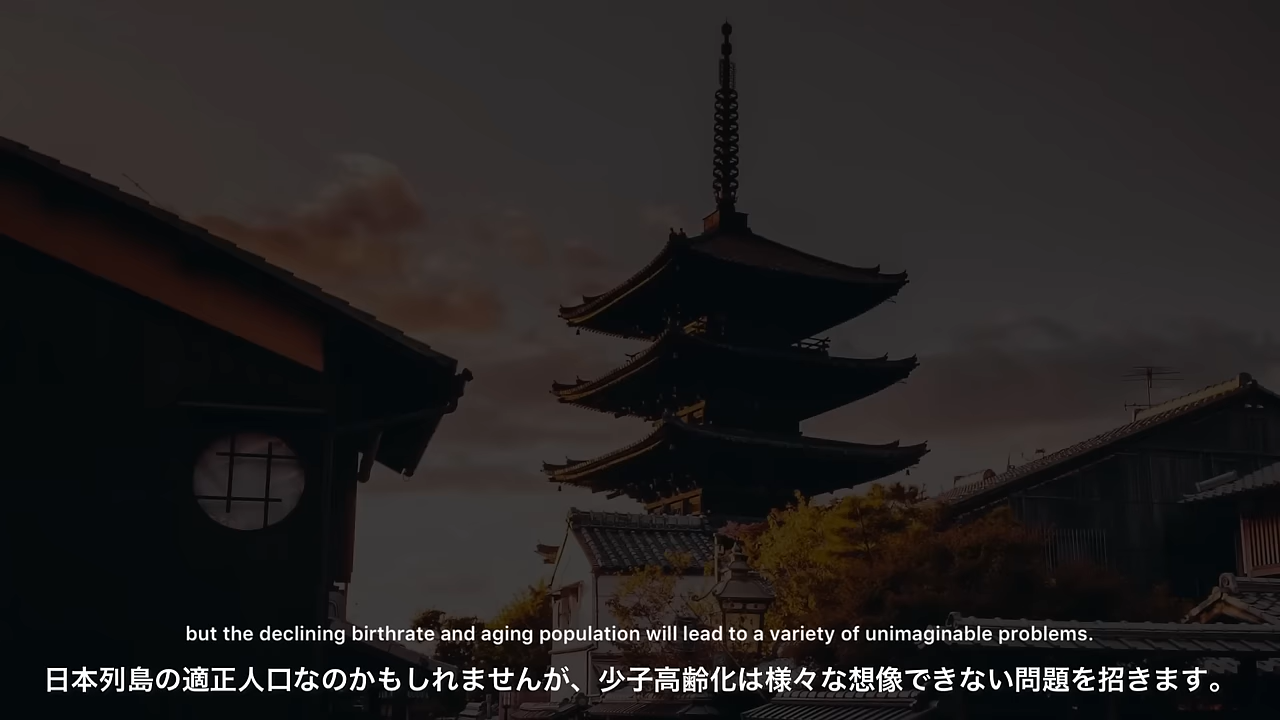 but the declining birthrate and aging population will lead to a variety of unimaginable problems.
日本列島の適正人口なのかもしれませんが、少子高齢化は様々な想像できない問題を招きます。